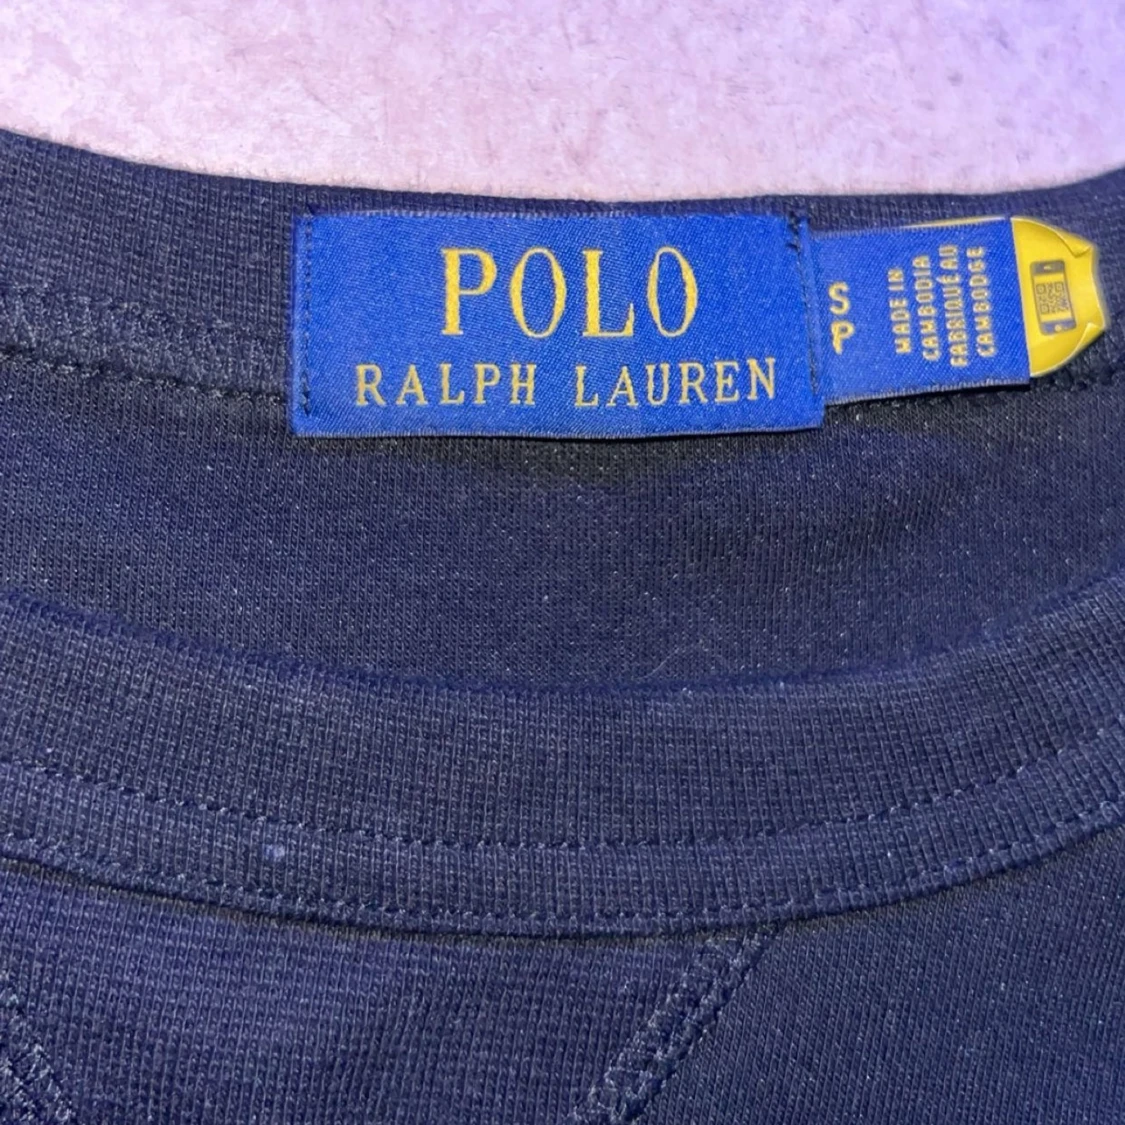 POLO
RALPH LAUREN
S
P
MADE IN
CAMBODIA
FABRIQUÉ AU
CAMBODGE